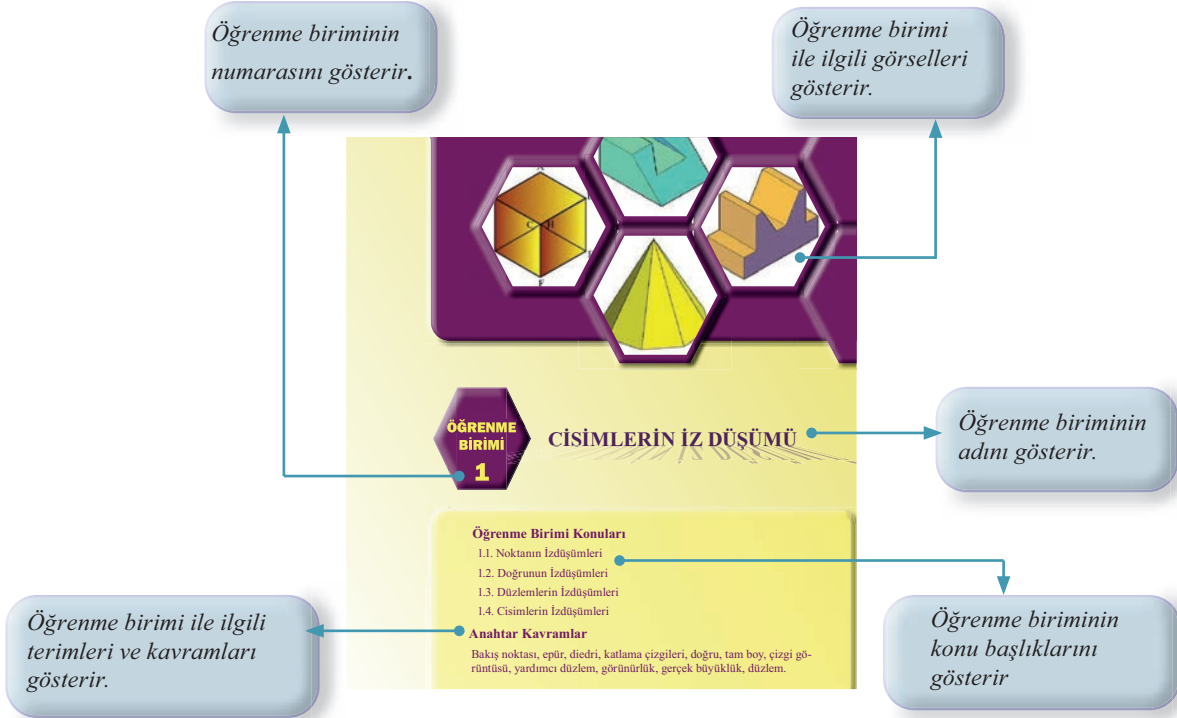 Öğrenme biriminin
numarasını gösterir.
Öğrenme birimi
ile ilgili görselleri
gösterir.
A
C H
F
ÖĞRENME
BİRİMİ
1
CİSİMLERİN İZ DÜŞÜMÜ
Öğrenme biriminin
adını gösterir.
Öğrenme Birimi Konuları
1.1. Noktanın İzdüşümleri
1.2. Doğrunun İzdüşümleri
1.3. Düzlemlerin İzdüşümleri
1.4. Cisimlerin İzdüşümleri
Anahtar Kavramlar
Bakış noktası, epür, diedri, katlama çizgileri, doğru, tam boy, çizgi gö-
rüntüsü, yardımcı düzlem, görünürlük, gerçek büyüklük, düzlem.
Öğrenme birimi ile ilgili
terimleri ve kavramları
gösterir.
Öğrenme biriminin
konu başlıklarını
gösterir